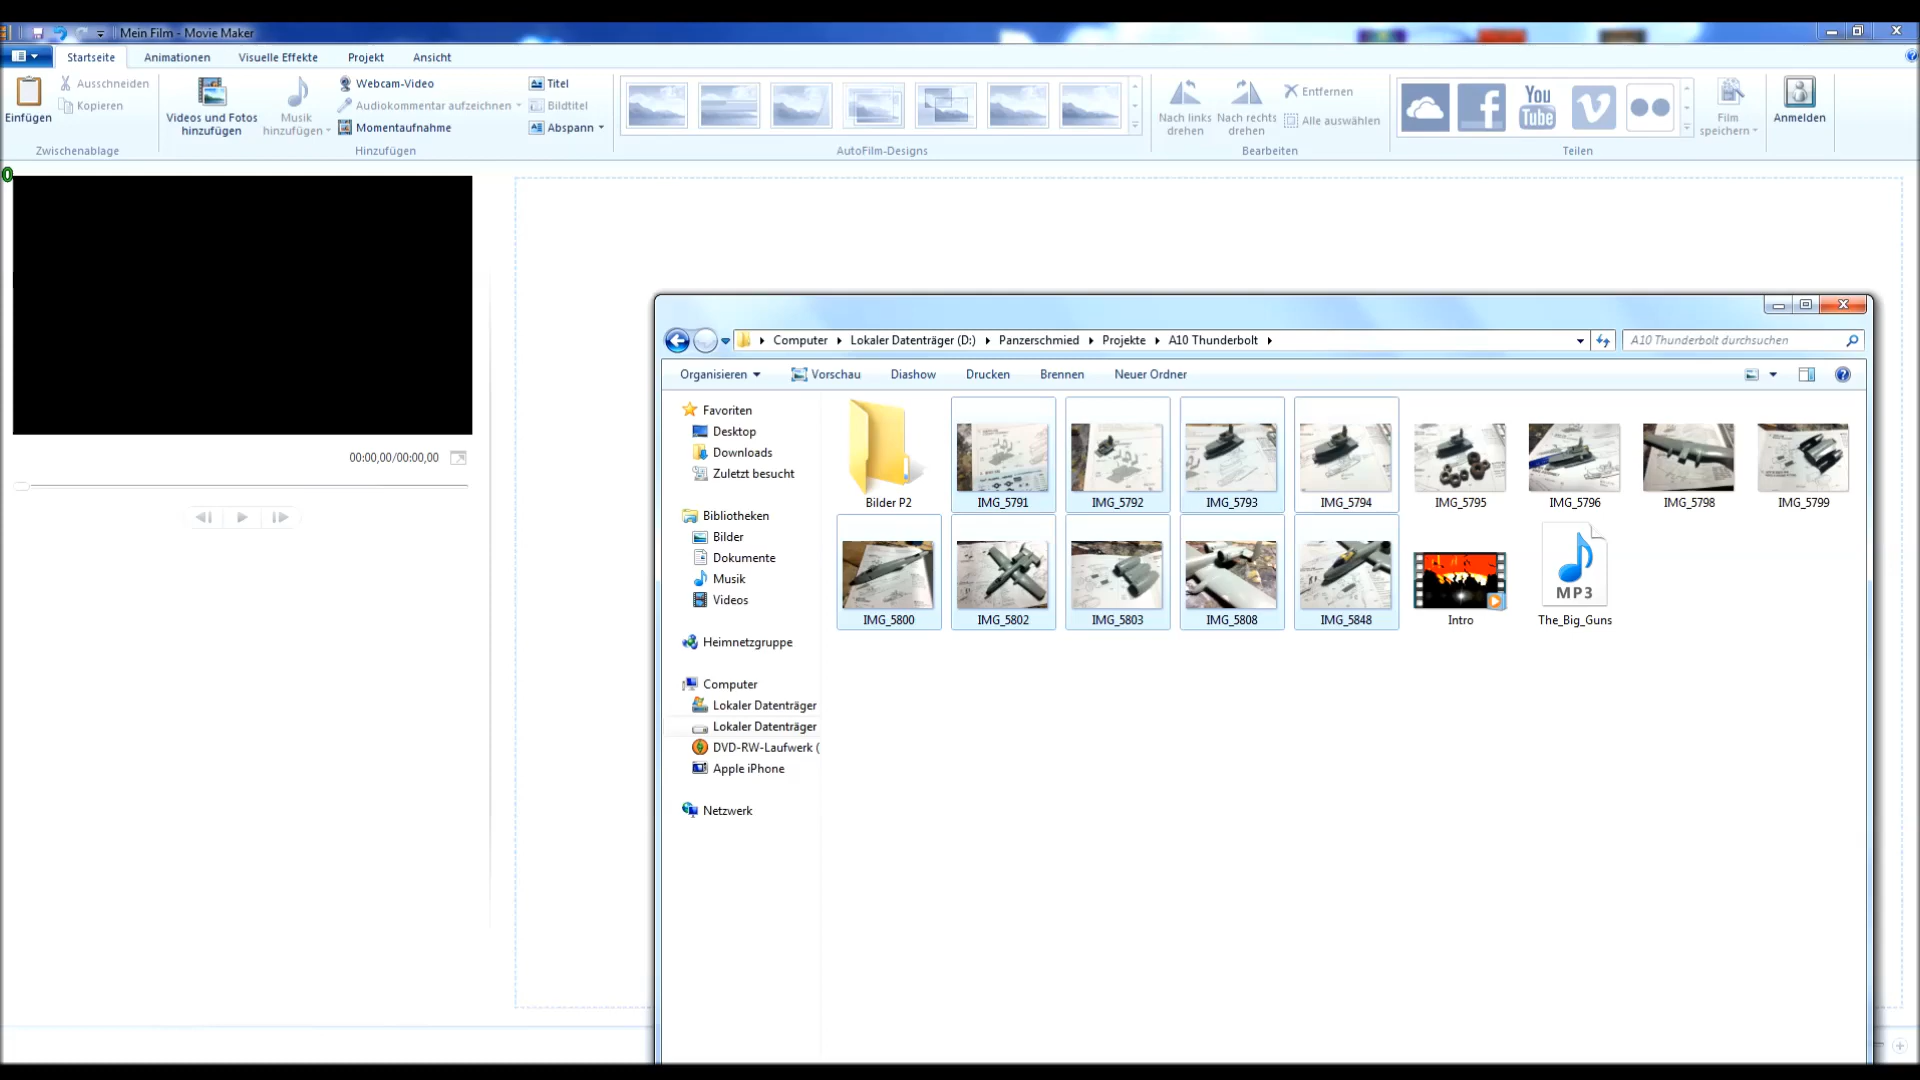 Mein Film - Movie Maker
Startseite
Animationen
Visuelle Effekte
Projekt
Ansicht
Einfügen
Ausschneiden
Kopieren
Zwischenablage
Videos und Fotos
hinzufügen
Musik
hinzufügen
Webcam-Video
Audiokommentar aufzeichnen
Momentaufnahme
Titel
Bildtitel
Abspann
Hinzufügen
AutoFilm-Designs
Nach links
drehen
Nach rechts
drehen
Entfernen
Alle auswählen
Bearbeiten
You
Tube
Teilen
Film
speichern
Anmelden
0
00:00,00/00:00,00
Computer
Lokaler Datenträger (D:)
Panzerschmied
Projekte
A10 Thunderbolt
A10 Thunderbolt durchsuchen
Organisieren
Vorschau
Diashow
Drucken
Brennen
Neuer Ordner
Favoriten
Desktop
Downloads
Zuletzt besucht
Bibliotheken
Bilder
Dokumente
Musik
Videos
Heimnetzgruppe
Computer
Lokaler Datenträger
Lokaler Datenträger
DVD-RW-Laufwerk (
Apple iPhone
Netzwerk
Bilder P2
IMG_5791
IMG_5792
IMG_5793
IMG_5794
IMG_5795
IMG_5796
IMG_5798
IMG_5799
IMG_5800
IMG_5802
IMG_5803
IMG_5808
IMG_5848
Intro
MP3
The_Big_Guns